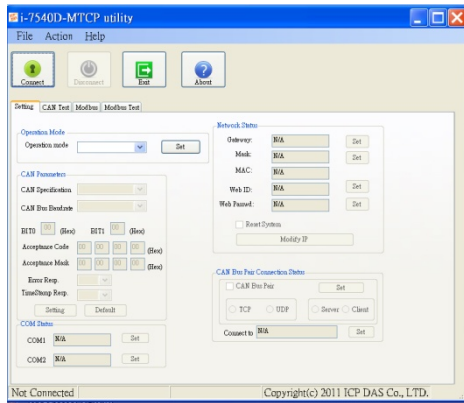 i-7540D-MTCP utility
File Action Help
Connect Disconnect Exit About
Setting CAN Test Modbus Modbus Test
Operation Mode
Operation mode Set
CAN Parameters
CAN Specification
CAN Bus Baudrate
BIT0 00 (Hex) BIT1 00 (Hex)
Acceptance Code 00 00 00 00 (Hex)
Acceptance Mask 00 00 00 00 (Hex)
Error Resp.
TimeStamp Resp.
Setting Default
COM Status
COM1 N/A Set
COM2 N/A Set
Network Status
Gateway: N/A Set
Mask: N/A Set
MAC: N/A
Web ID: N/A Set
Web Passwd: N/A Set
Reset System
Modify IP
CAN Bus Pair Connection Status
CAN Bus Pair Set
TCP UDP Server Client
Connect to N/A Set
Not Connected Copyright(c) 2011 ICP DAS Co., LTD.